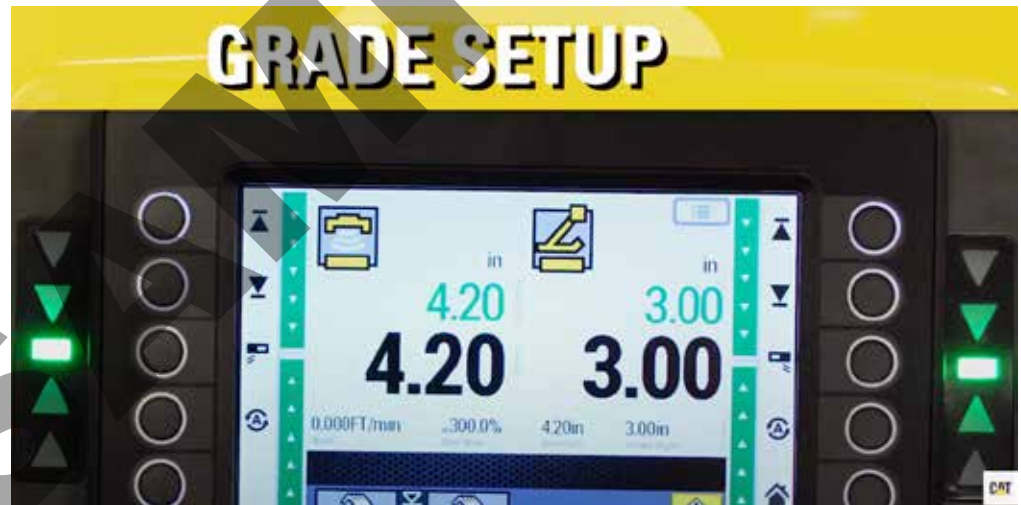 GRADE SETUP
in in
4.20 3.00
4.20 3.00
0.000FT/min 300.0% 4.20in 3.00in
A A
CAT